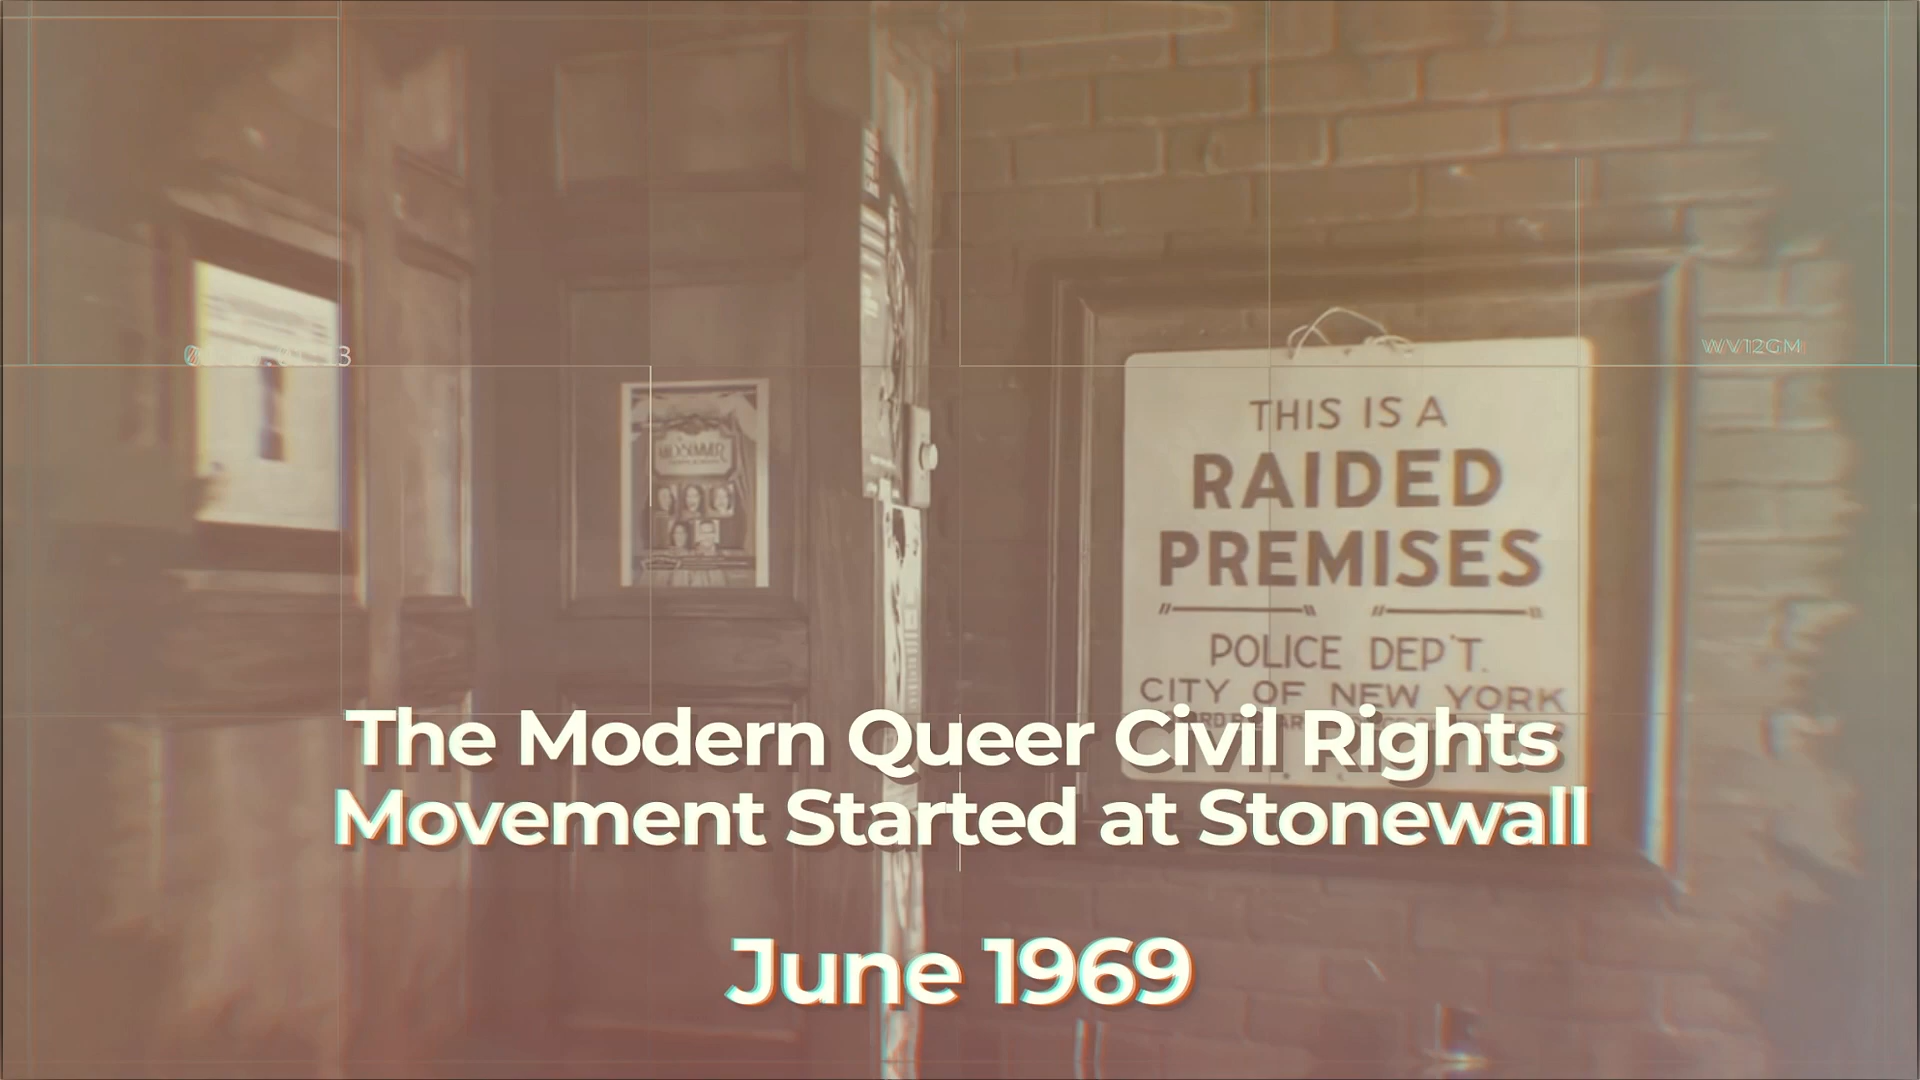 WV12GM
THIS IS A
RAIDED
PREMISES
POLICE DEP'T.
CITY OF NEW YORK
The Modern Queer Civil Rights
Movement Started at Stonewall
June 1969